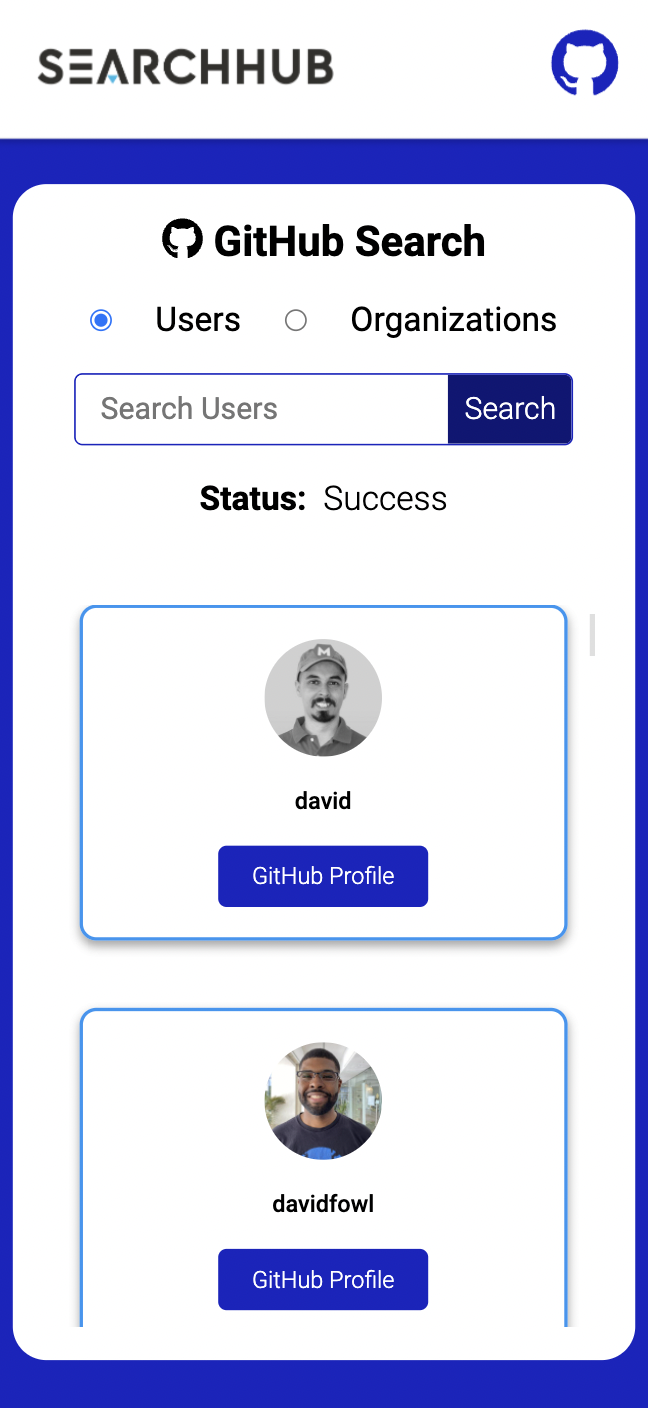 SEARCHHUB
GitHub Search
Users Organizations
Search Users Search
Status: Success
M
david
GitHub Profile
davidfowl
GitHub Profile